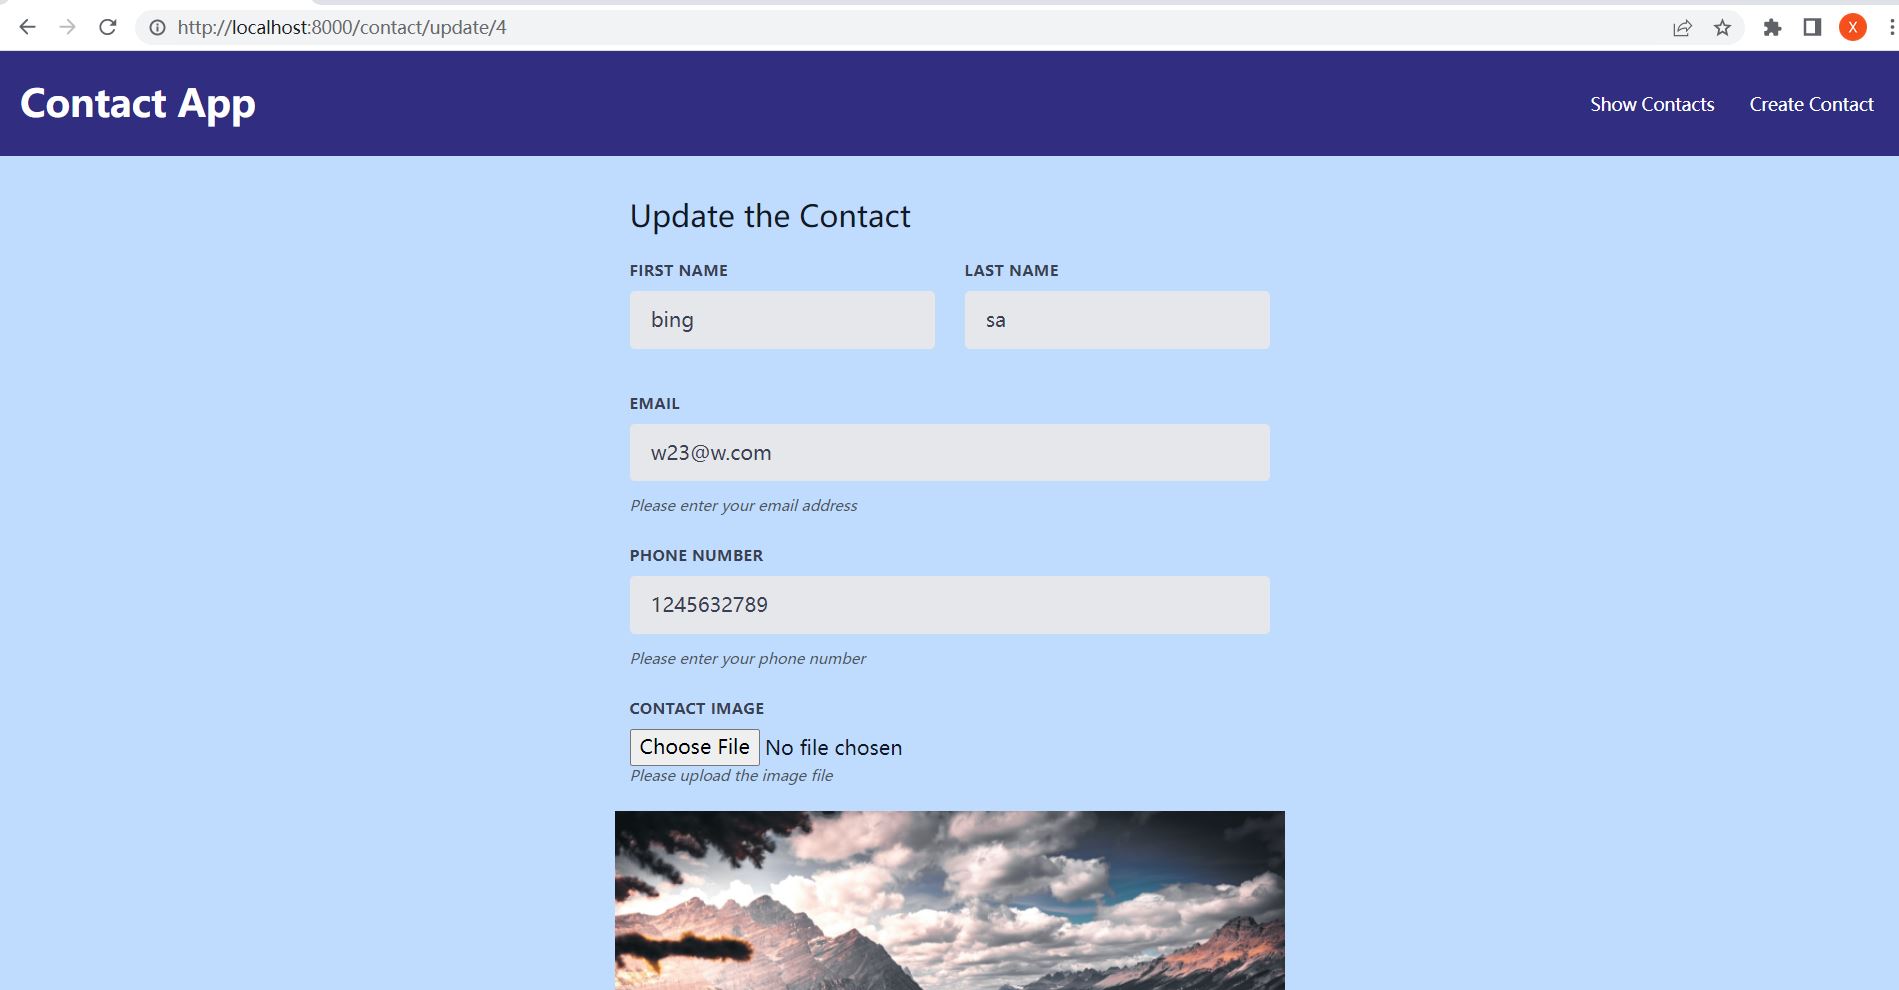 http://localhost:8000/contact/update/4
X
Contact App
Show Contacts
Create Contact
Update the Contact
FIRST NAME
LAST NAME
bing
sa
EMAIL
w23@w.com
Please enter your email address
PHONE NUMBER
1245632789
Please enter your phone number
CONTACT IMAGE
Choose File No file chosen
Please upload the image file